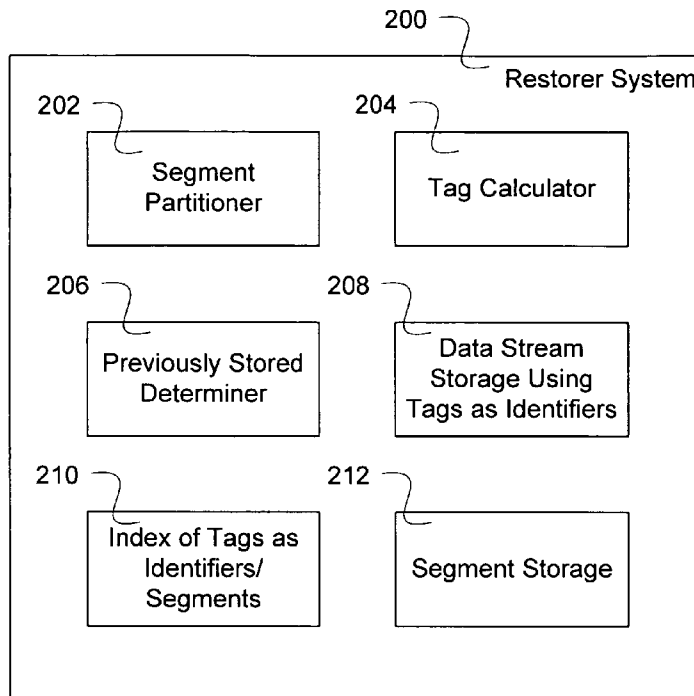 200
Restorer System
202
204
Segment
Partitioner
Tag Calculator
206
208
Previously Stored
Determiner
Data Stream
Storage Using
Tags as Identifiers
210
212
Index of Tags as
Identifiers/
Segments
Segment Storage